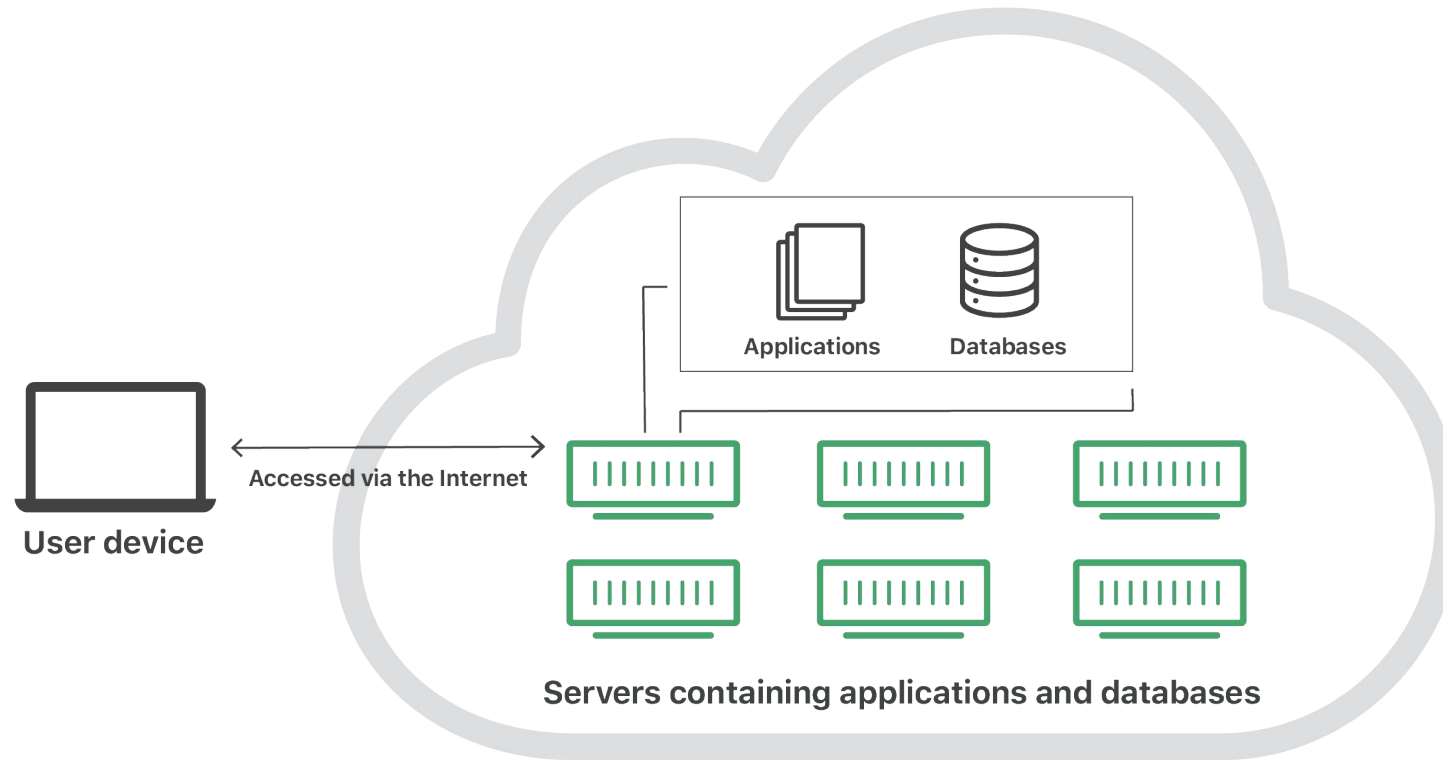 Applications
Databases
Accessed via the Internet
User device
Servers containing applications and databases